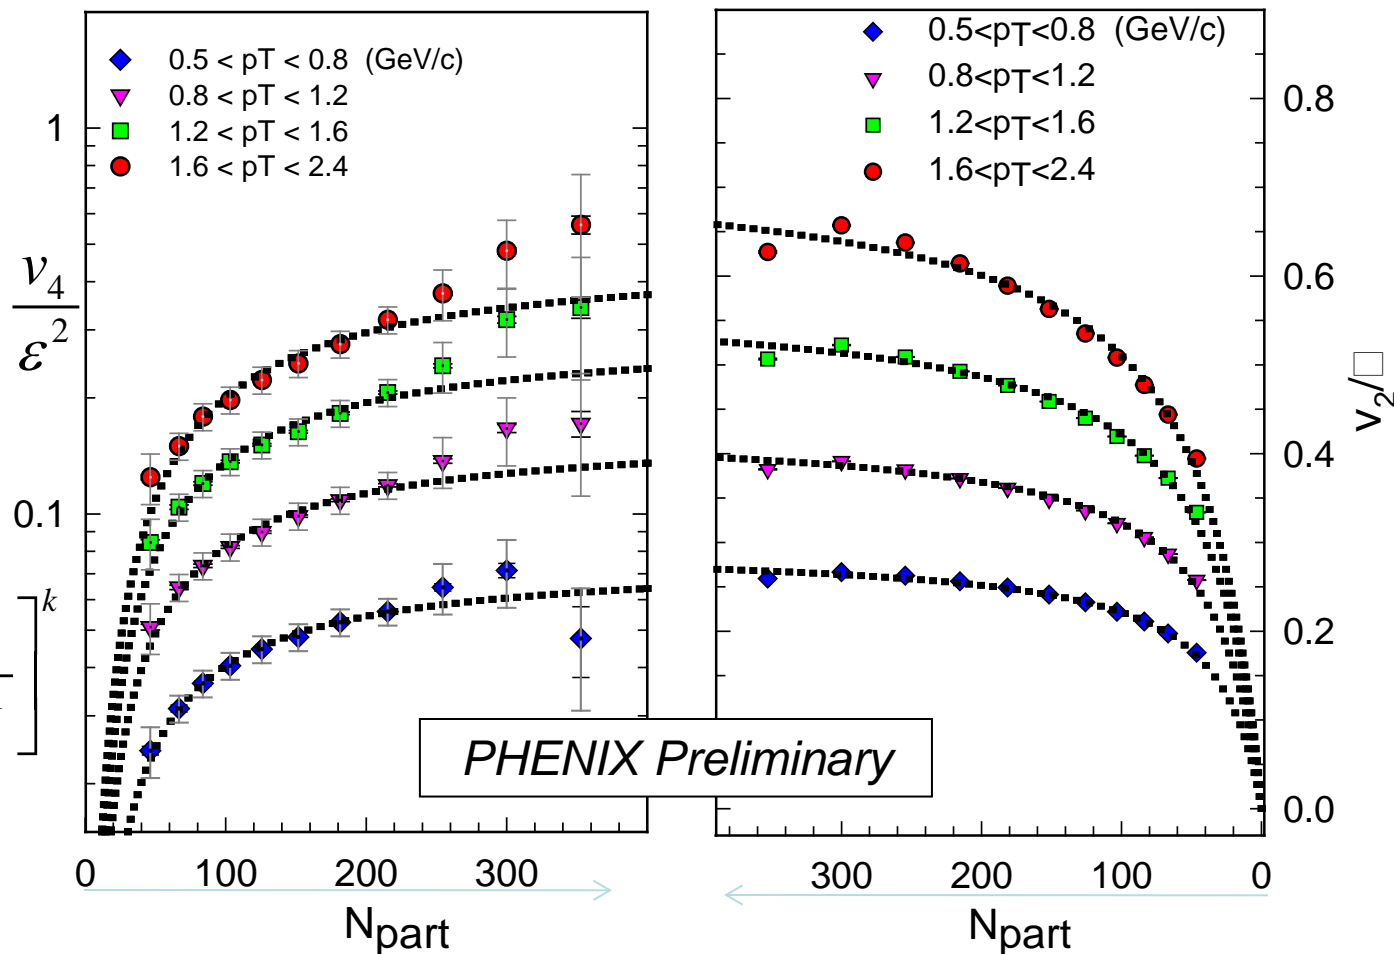 0.5 < pT < 0.8 (GeV/c)
0.8 < pT < 1.2
1.2 < pT < 1.6
1.6 < pT < 2.4
1
0.1
v4
ε2
k
0 100 200 300
Npart
PHENIX Preliminary
0.5<pT<0.8 (GeV/c)
0.8<pT<1.2
1.2<pT<1.6
1.6<pT<2.4
0.8
0.6
0.4
0.2
0.0
v2/□
300 200 100 0
Npart